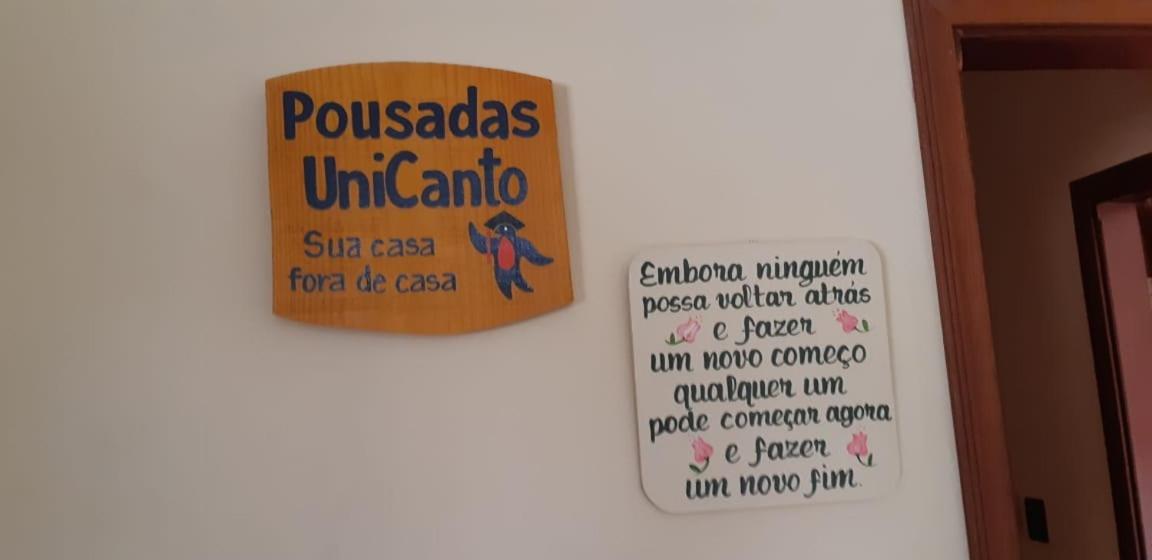 Pousadas
UniCanto
Sua casa
fora de casa
Embora ninguém
possa voltar atrás
e fazer
um novo começo
qualquer um
pode começar agora
e fazer
um novo fim.